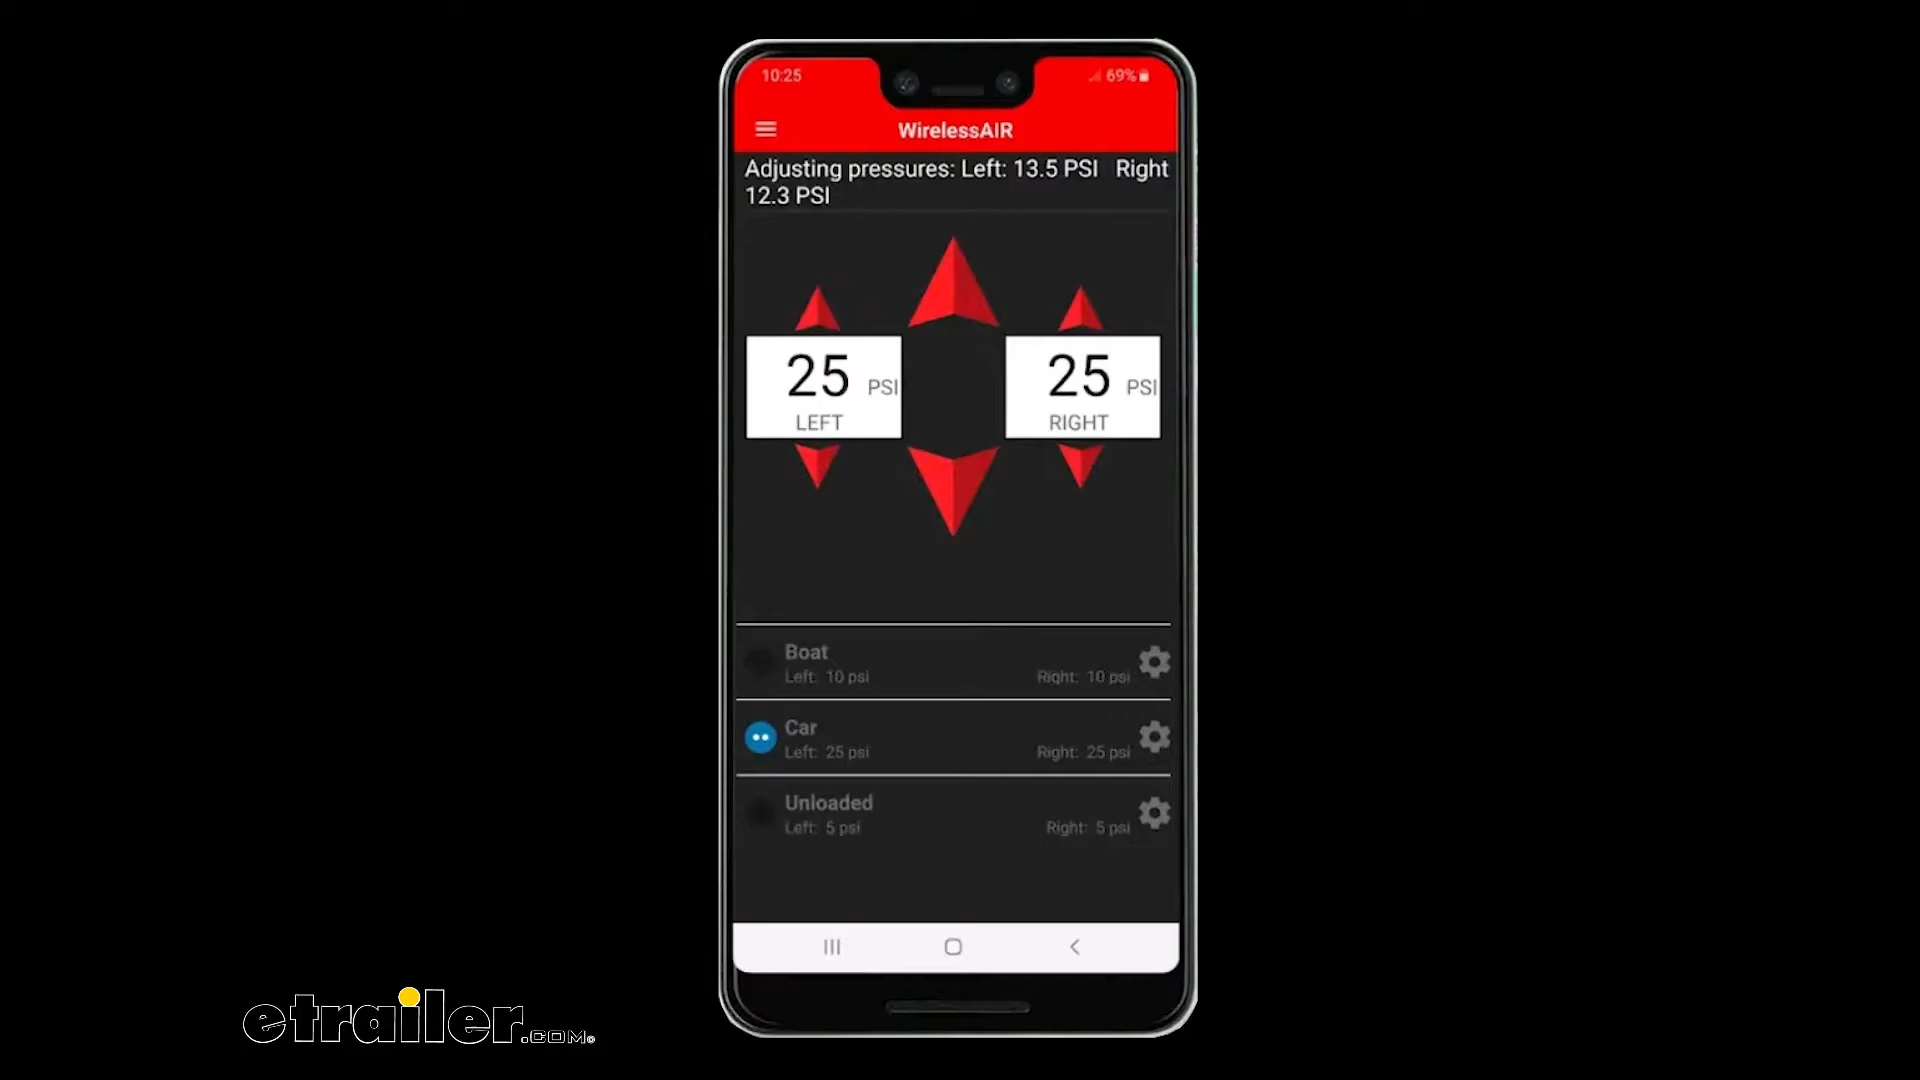 10:25
69%
WirelessAIR
Adjusting pressures: Left: 13.5 PSI Right
12.3 PSI
25 PSI
LEFT
25 PSI
RIGHT
Boat
Left: 10 psi Right: 10 psi
Car
Left: 25 psi Right: 25 psi
Unloaded
Left: 5 psi Right: 5 psi
etrailer.COM